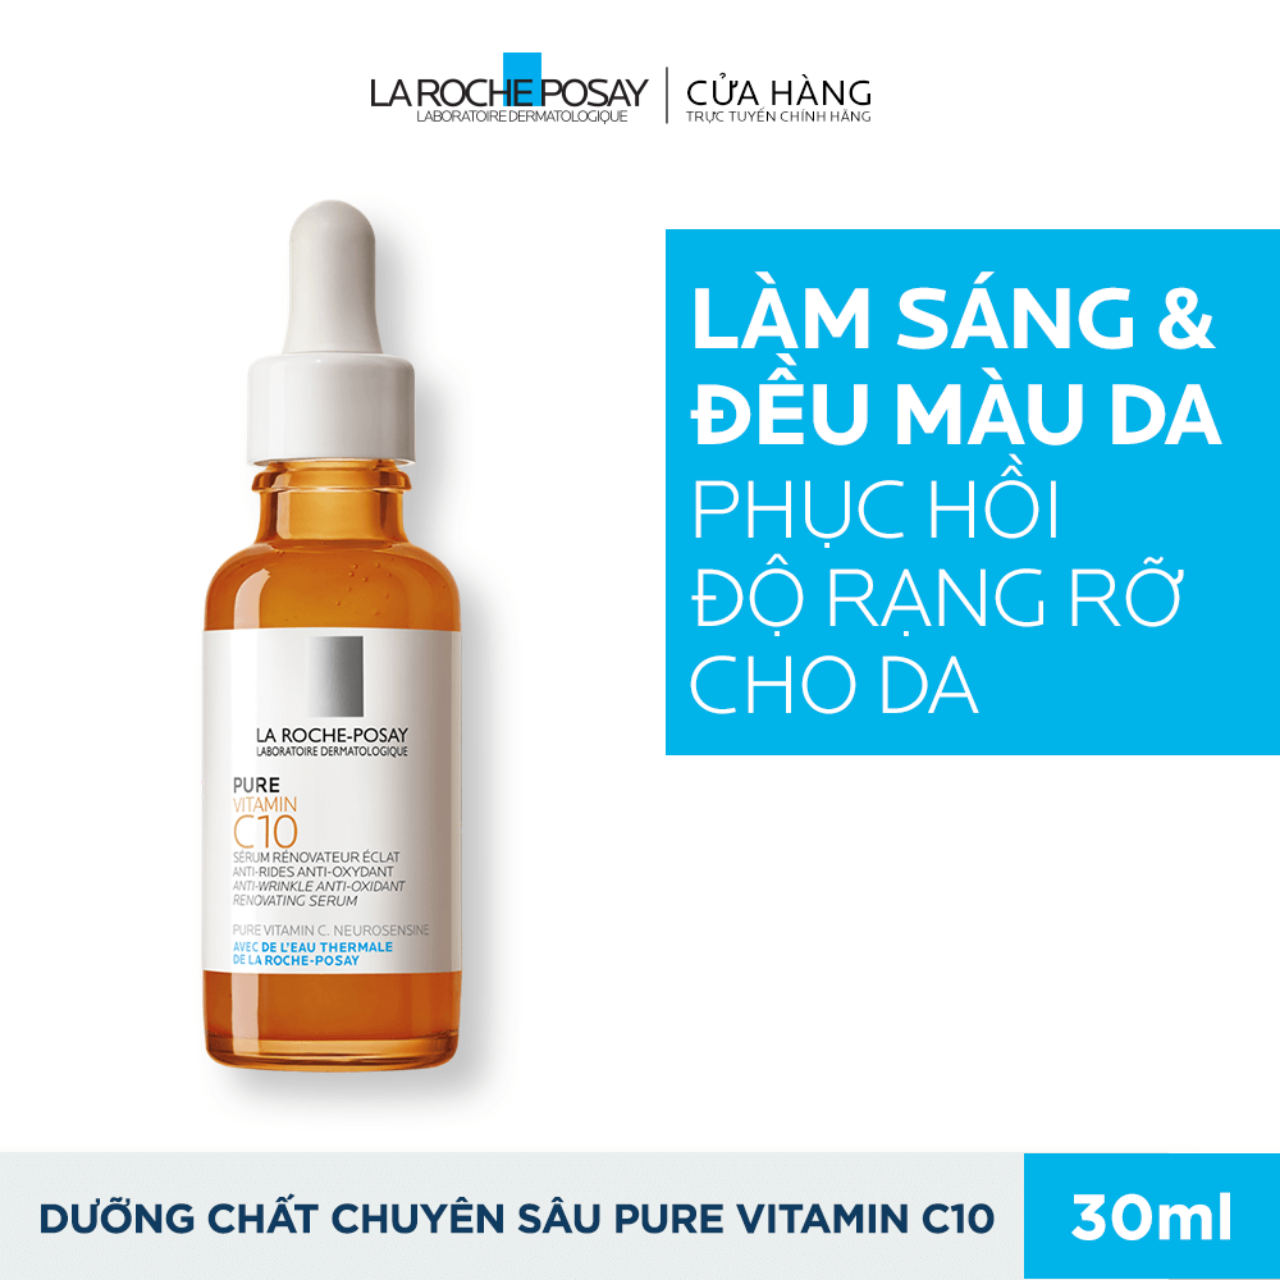 LA ROCHE POSAY
LABORATOIRE DERMATOLOGIQUE
CỬA HÀNG
TRỰC TUYẾN CHÍNH HÃNG
LÀM SÁNG &
ĐỀU MÀU DA
PHỤC HỒI
ĐỘ RẠNG RỠ
CHO DA
LA ROCHE-POSAY
LABORATOIRE DERMATOLOGIQUE
PURE
VITAMIN
C10
SÉRUM RÉNOVATEUR ÉCLAT
ANTI-RIDES ANTI-OXYDANT
ANTI-WRINKLE ANTI-OXIDANT
RENOVATING SERUM
PURE VITAMIN C. NEUROSENSINE
AVEC DE L'EAU THERMALE
DE LA ROCHE-POSAY
DƯỠNG CHẤT CHUYÊN SÂU PURE VITAMIN C10
30ml